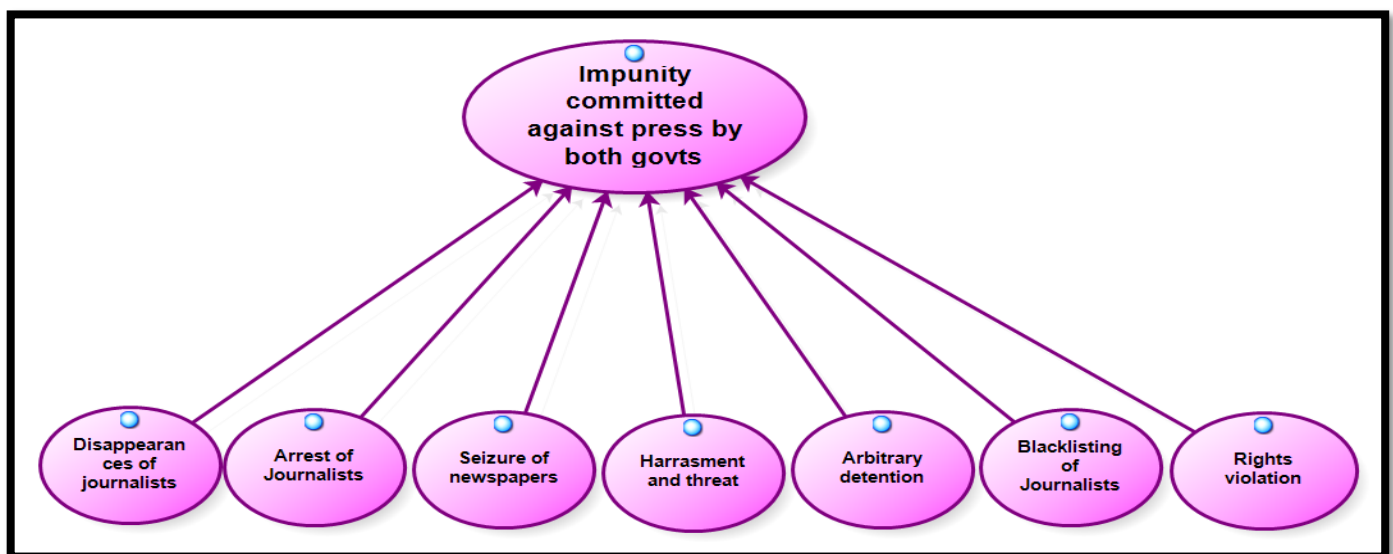 Impunity
committed
against press by
both govts
Disappearan
ces of
journalists
Arrest of
Journalists
Seizure of
newspapers
Harrasment
and threat
Arbitrary
detention
Blacklisting
of
Journalists
Rights
violation